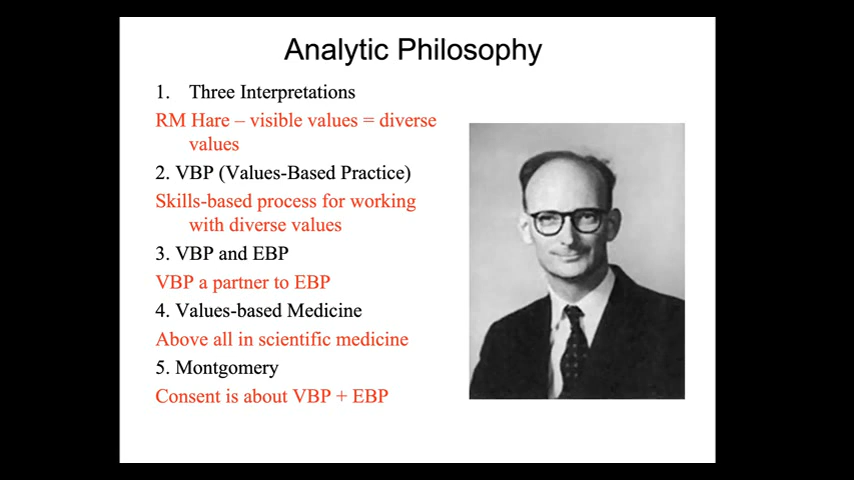 Analytic Philosophy
1. Three Interpretations
RM Hare – visible values = diverse
values
2. VBP (Values-Based Practice)
Skills-based process for working
with diverse values
3. VBP and EBP
VBP a partner to EBP
4. Values-based Medicine
Above all in scientific medicine
5. Montgomery
Consent is about VBP + EBP